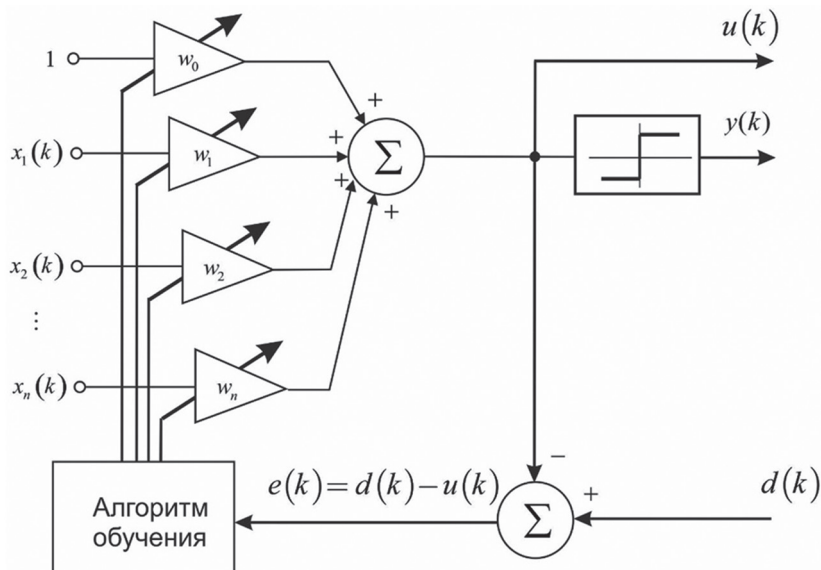 u(k)
1
w₀
+
y(k)
x₁(k)
w₁
+
Σ
+
+
x₂(k)
w₂
⋮
xₙ(k)
wₙ
−
e(k)=d(k)−u(k)
+
d(k)
Σ
Алгоритм
обучения